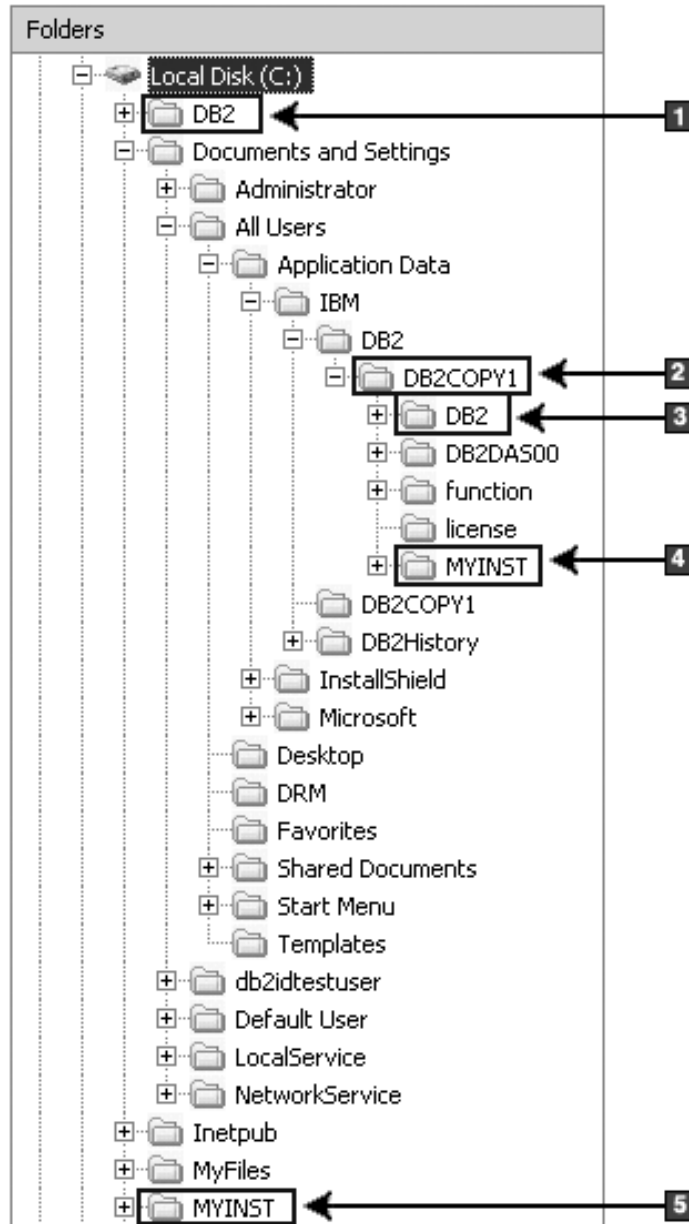 Folders
Local Disk (C:)
DB2
1
Documents and Settings
Administrator
All Users
Application Data
IBM
DB2
DB2COPY1
2
DB2
3
DB2DAS00
function
license
MYINST
4
DB2COPY1
DB2History
InstallShield
Microsoft
Desktop
DRM
Favorites
Shared Documents
Start Menu
Templates
db2idtestuser
Default User
LocalService
NetworkService
Inetpub
MyFiles
MYINST
5